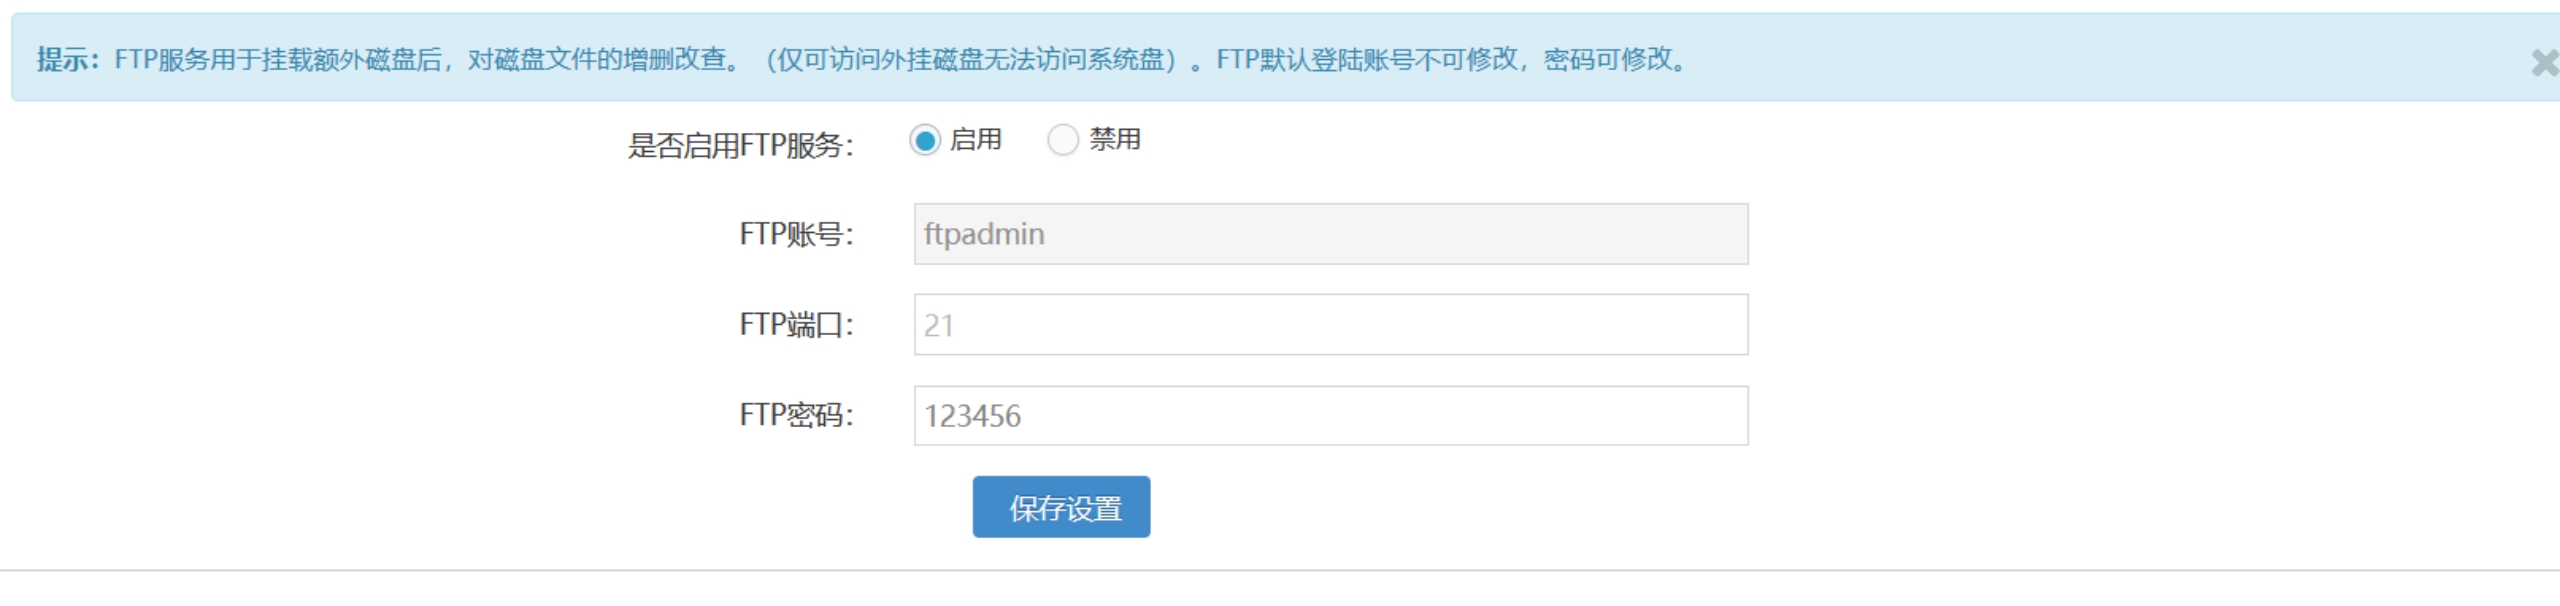 提示：FTP服务用于挂载额外磁盘后，对磁盘文件的增删改查。（仅可访问外挂磁盘无法访问系统盘）。FTP默认登陆账号不可修改，密码可修改。
是否启用FTP服务： 启用 禁用
FTP账号： ftpadmin
FTP端口： 21
FTP密码： 123456
保存设置